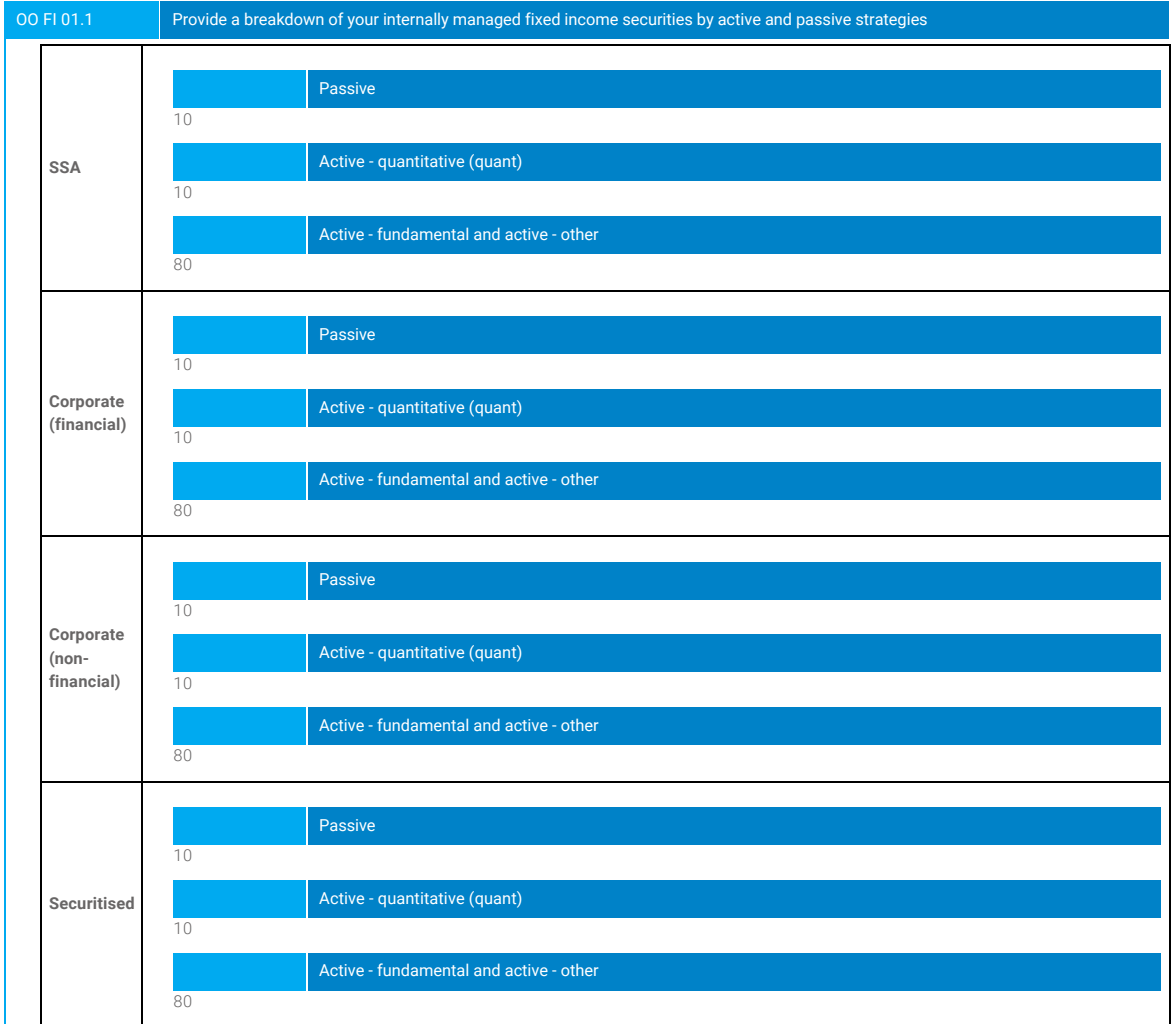 OO FI 01.1 Provide a breakdown of your internally managed fixed income securities by active and passive strategies
SSA
Passive
10
Active - quantitative (quant)
10
Active - fundamental and active - other
80
Corporate
(financial)
Passive
10
Active - quantitative (quant)
10
Active - fundamental and active - other
80
Corporate
(non-
financial)
Passive
10
Active - quantitative (quant)
10
Active - fundamental and active - other
80
Securitised
Passive
10
Active - quantitative (quant)
10
Active - fundamental and active - other
80